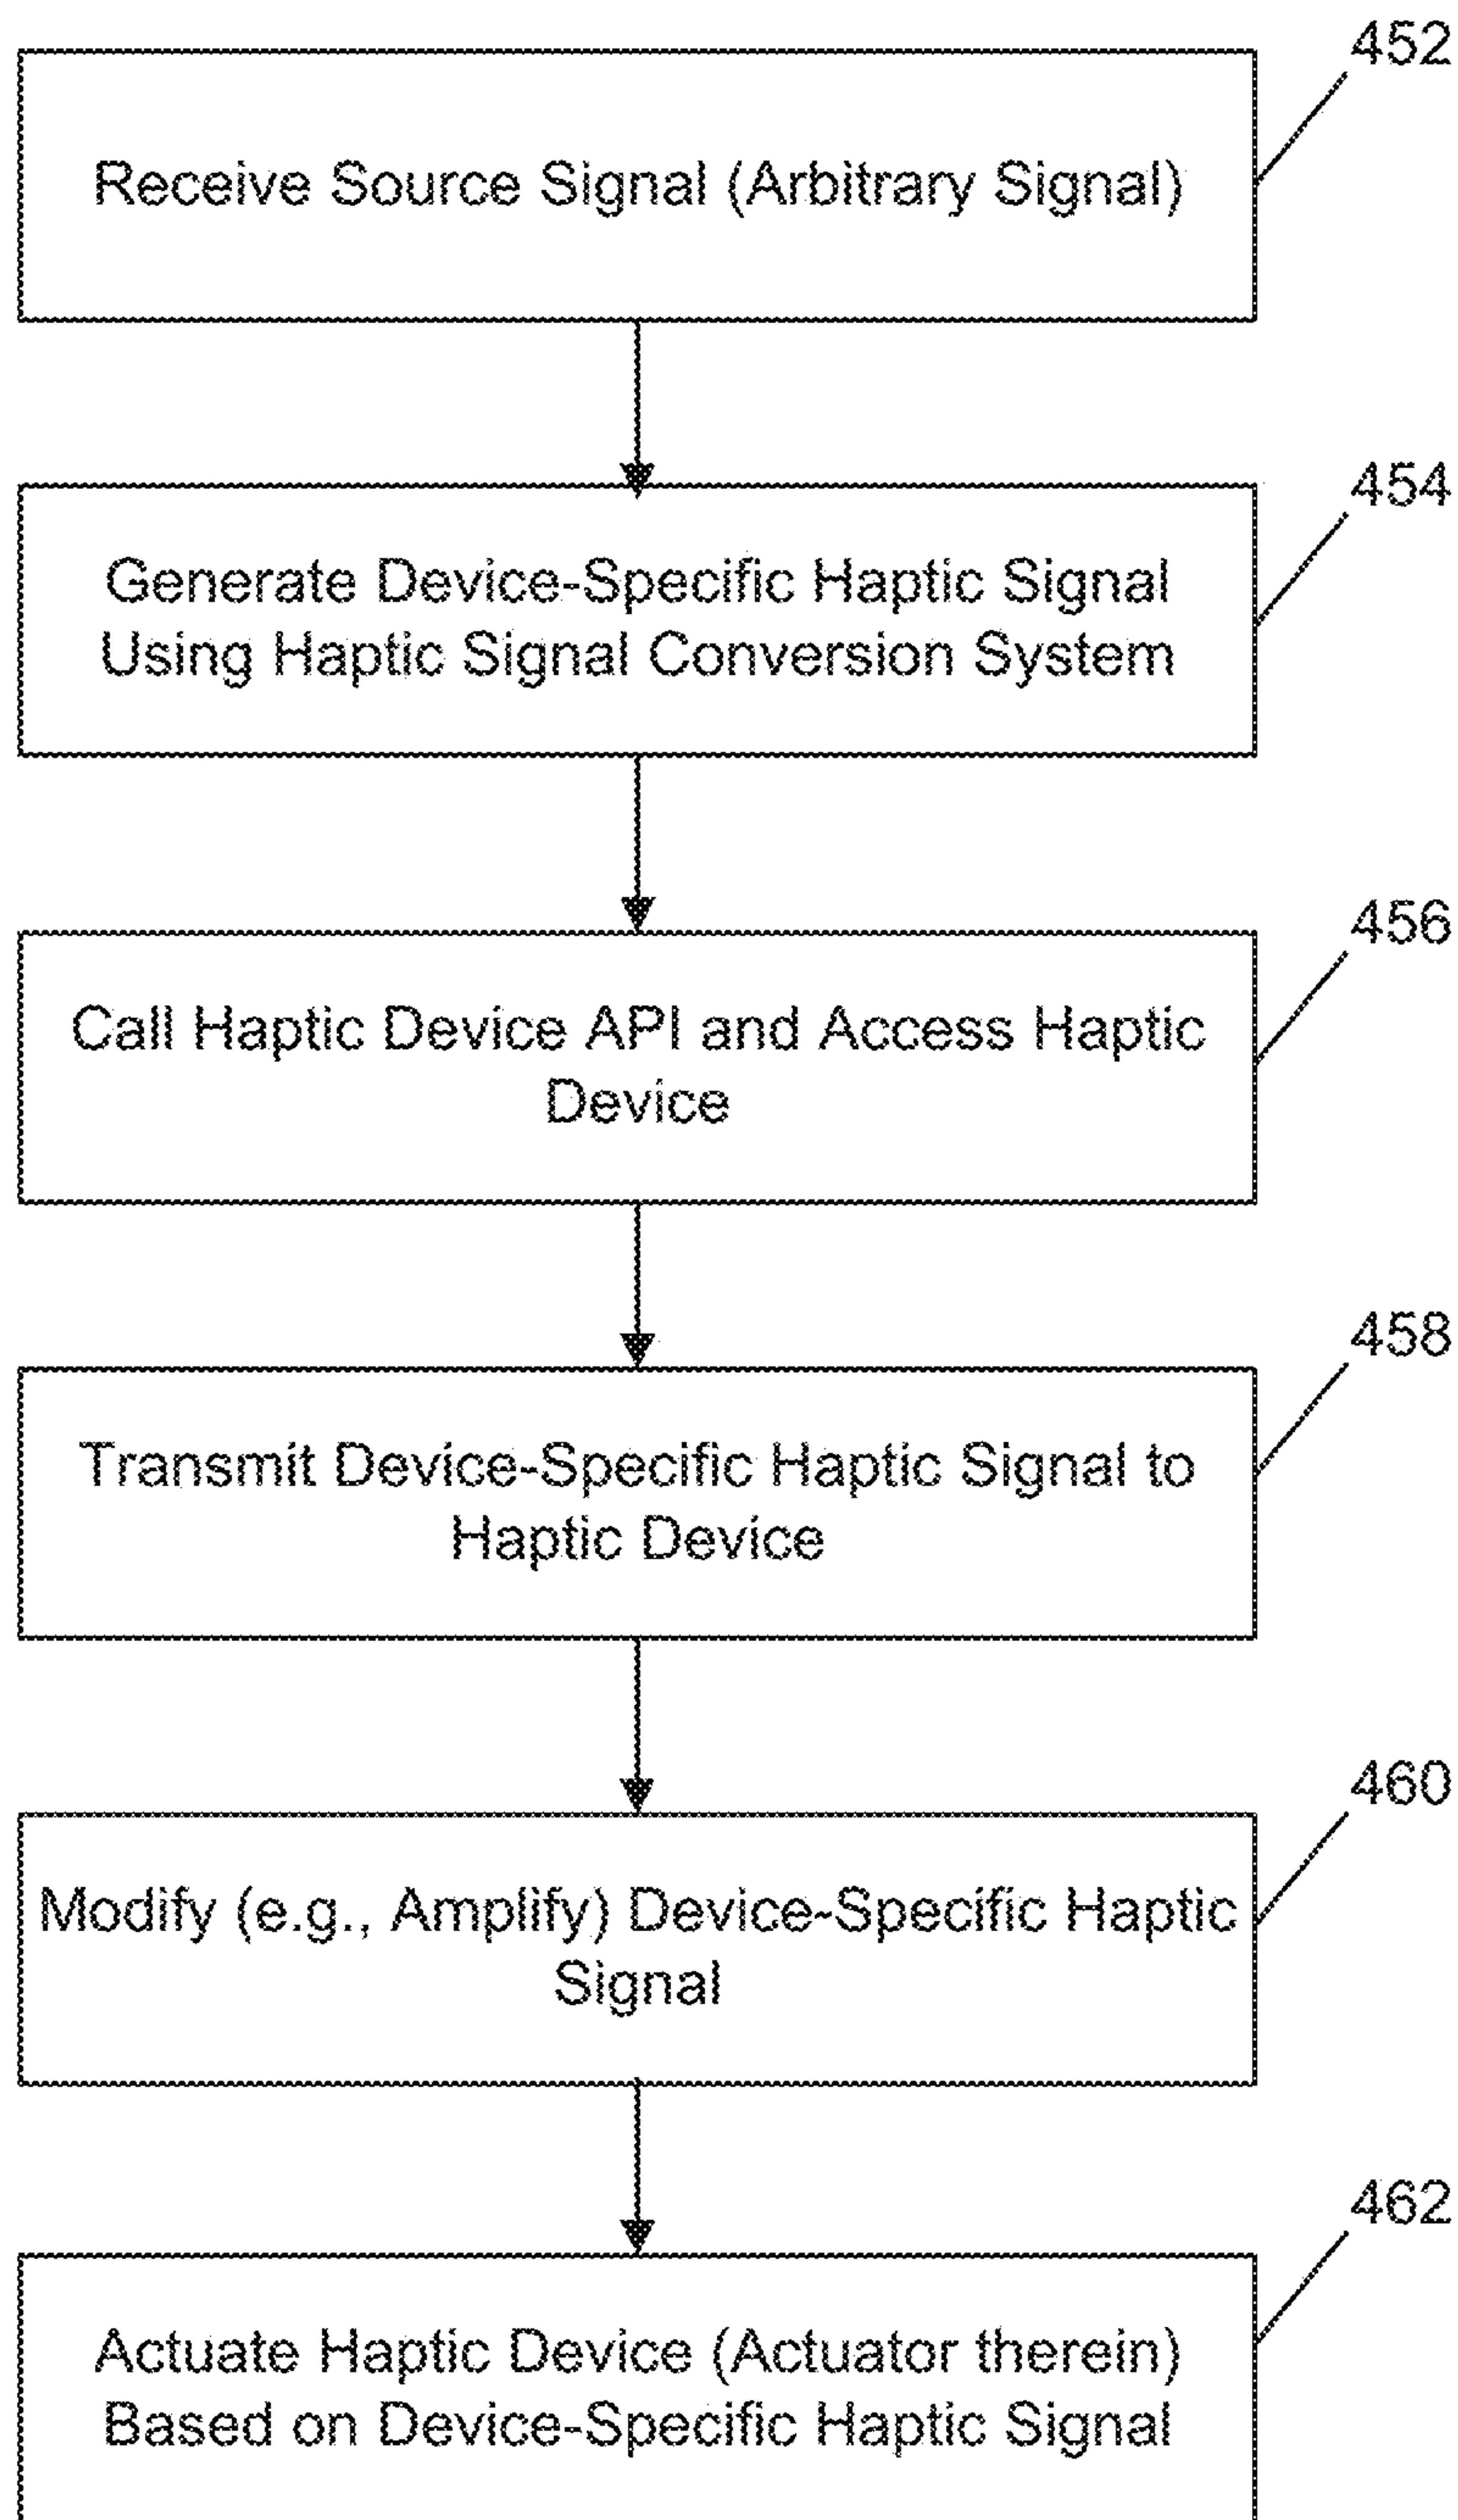 452
Receive Source Signal (Arbitrary Signal)
454
Generate Device-Specific Haptic Signal
Using Haptic Signal Conversion System
456
Call Haptic Device API and Access Haptic
Device
458
Transmit Device-Specific Haptic Signal to
Haptic Device
460
Modify (e.g., Amplify) Device-Specific Haptic
Signal
462
Actuate Haptic Device (Actuator therein)
Based on Device-Specific Haptic Signal